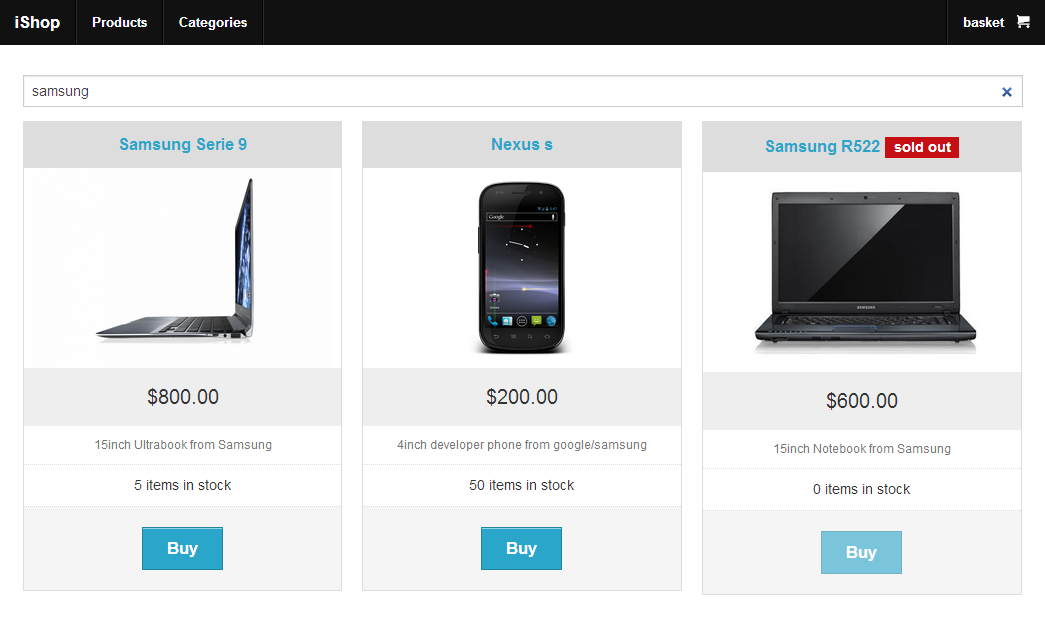 iShop Products Categories basket
samsung
Samsung Serie 9
$800.00
15inch Ultrabook from Samsung
5 items in stock
Buy
Nexus s
Google
$200.00
4inch developer phone from google/samsung
50 items in stock
Buy
Samsung R522 sold out
SAMSUNG
$600.00
15inch Notebook from Samsung
0 items in stock
Buy